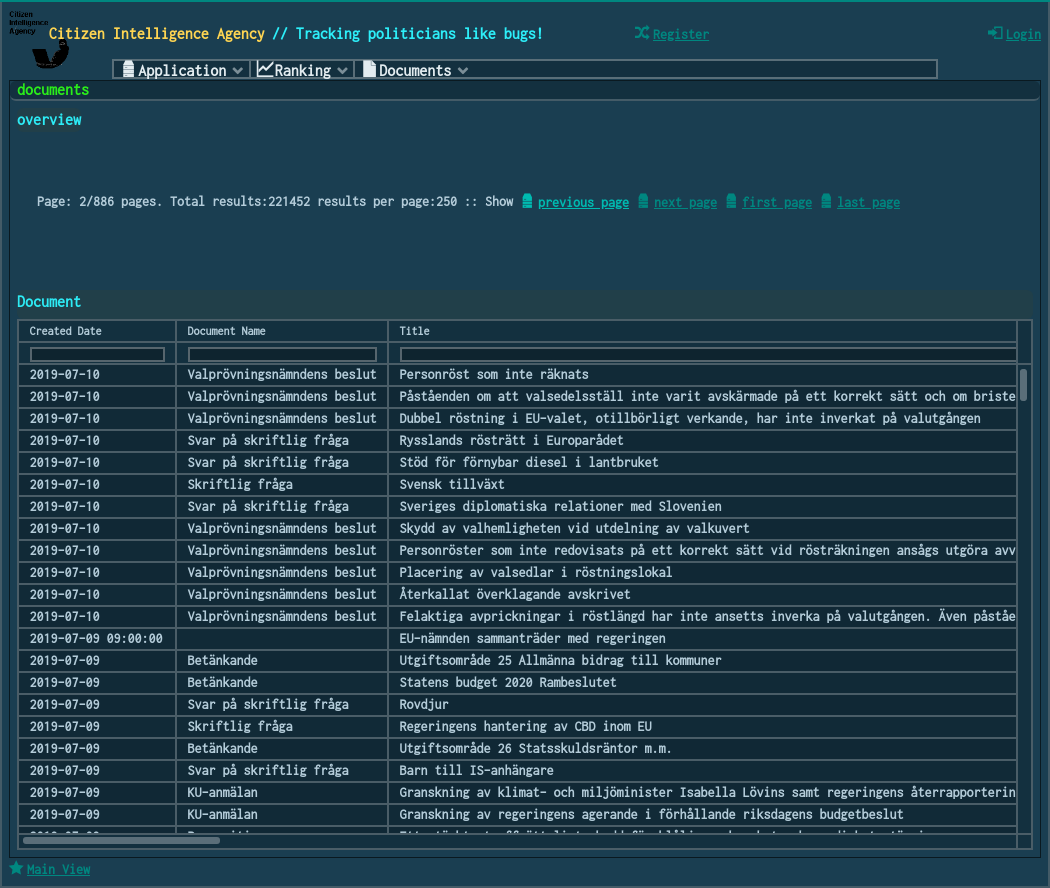 Citizen
Intelligence
Agency
Citizen Intelligence Agency // Tracking politicians like bugs!
Register
Login
Application
Ranking
Documents
documents
overview
Page: 2/886 pages. Total results:221452 results per page:250 :: Show previous page next page first page last page
Document
Created Date Document Name Title
2019-07-10 Valprövningsnämndens beslut Personröst som inte räknats
2019-07-10 Valprövningsnämndens beslut Påståenden om att valsedelsställ inte varit avskärmade på ett korrekt sätt och om briste
2019-07-10 Valprövningsnämndens beslut Dubbel röstning i EU-valet, otillbörligt verkande, har inte inverkat på valutgången
2019-07-10 Svar på skriftlig fråga Rysslands rösträtt i Europarådet
2019-07-10 Svar på skriftlig fråga Stöd för förnybar diesel i lantbruket
2019-07-10 Skriftlig fråga Svensk tillväxt
2019-07-10 Svar på skriftlig fråga Sveriges diplomatiska relationer med Slovenien
2019-07-10 Valprövningsnämndens beslut Skydd av valhemligheten vid utdelning av valkuvert
2019-07-10 Valprövningsnämndens beslut Personröster som inte redovisats på ett korrekt sätt vid rösträkningen ansågs utgöra avv
2019-07-10 Valprövningsnämndens beslut Placering av valsedlar i röstningslokal
2019-07-10 Valprövningsnämndens beslut Återkallat överklagande avskrivet
2019-07-10 Valprövningsnämndens beslut Felaktiga avprickningar i röstlängd har inte ansetts inverka på valutgången. Även påståe
2019-07-09 09:00:00 EU-nämnden sammanträder med regeringen
2019-07-09 Betänkande Utgiftsområde 25 Allmänna bidrag till kommuner
2019-07-09 Betänkande Statens budget 2020 Rambeslutet
2019-07-09 Svar på skriftlig fråga Rovdjur
2019-07-09 Skriftlig fråga Regeringens hantering av CBD inom EU
2019-07-09 Betänkande Utgiftsområde 26 Statsskuldsräntor m.m.
2019-07-09 Svar på skriftlig fråga Barn till IS-anhängare
2019-07-09 KU-anmälan Granskning av klimat- och miljöminister Isabella Lövins samt regeringens återrapporterin
2019-07-09 KU-anmälan Granskning av regeringens agerande i förhållande riksdagens budgetbeslut
2019-07-09
Main View